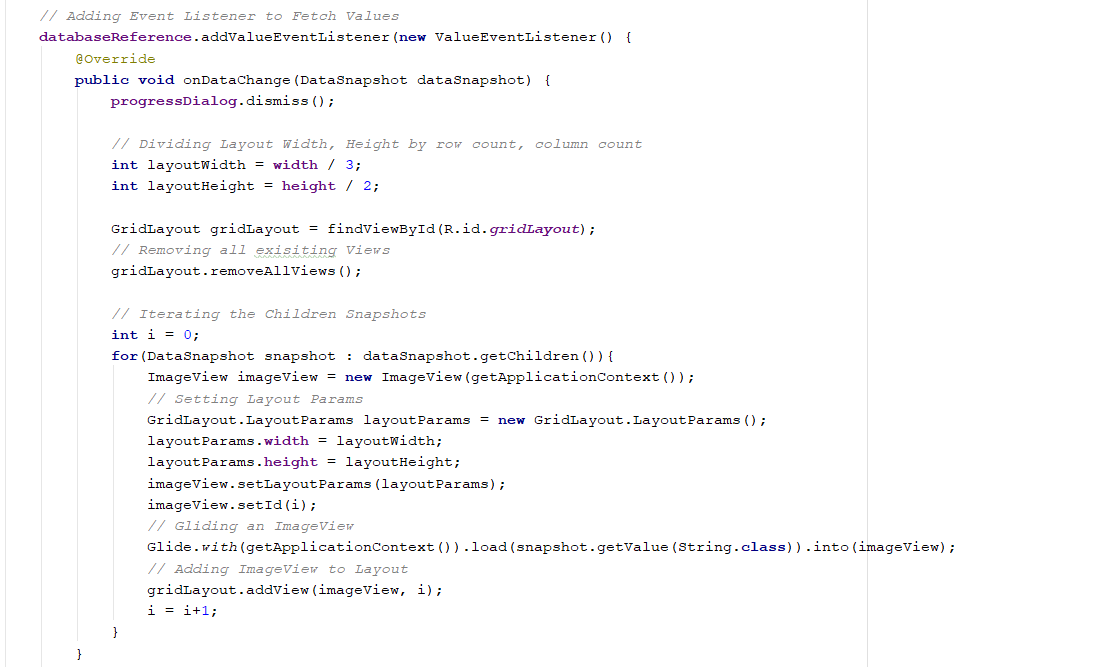 // Adding Event Listener to Fetch Values
databaseReference.addValueEventListener(new ValueEventListener() {
@Override
public void onDataChange(DataSnapshot dataSnapshot) {
progressDialog.dismiss();
// Dividing Layout Width, Height by row count, column count
int layoutWidth = width / 3;
int layoutHeight = height / 2;
GridLayout gridLayout = findViewById(R.id.gridLayout);
// Removing all exisiting Views
gridLayout.removeAllViews();
// Iterating the Children Snapshots
int i = 0;
for(DataSnapshot snapshot : dataSnapshot.getChildren()){
ImageView imageView = new ImageView(getApplicationContext());
// Setting Layout Params
GridLayout.LayoutParams layoutParams = new GridLayout.LayoutParams();
layoutParams.width = layoutWidth;
layoutParams.height = layoutHeight;
imageView.setLayoutParams(layoutParams);
imageView.setId(i);
// Gliding an ImageView
Glide.with(getApplicationContext()).load(snapshot.getValue(String.class)).into(imageView);
// Adding ImageView to Layout
gridLayout.addView(imageView, i);
i = i+1;
}
}